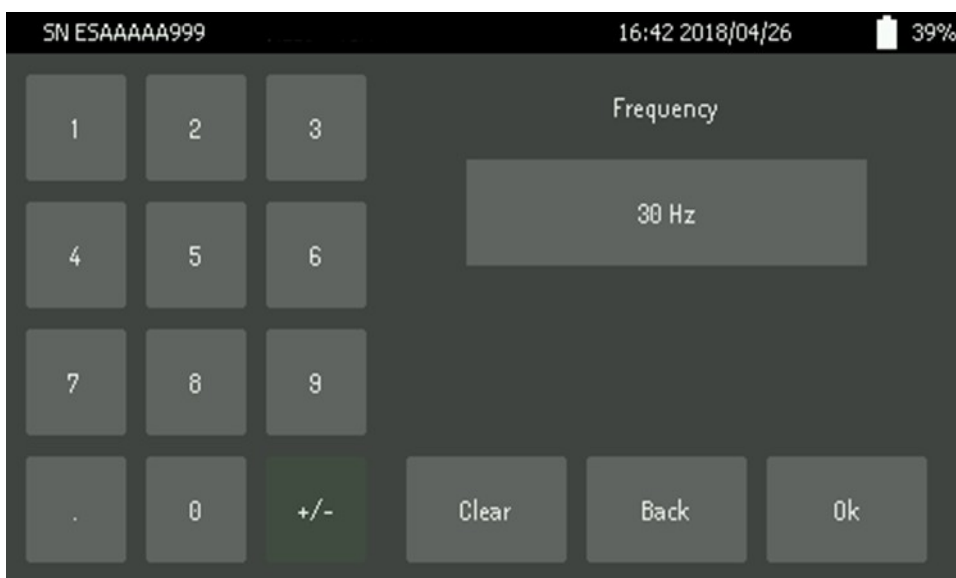 SN ESAAAAA999 16:42 2018/04/26 39%
Frequency
1 2 3
30 Hz
4 5 6
7 8 9
. 0 +/- Clear Back Ok